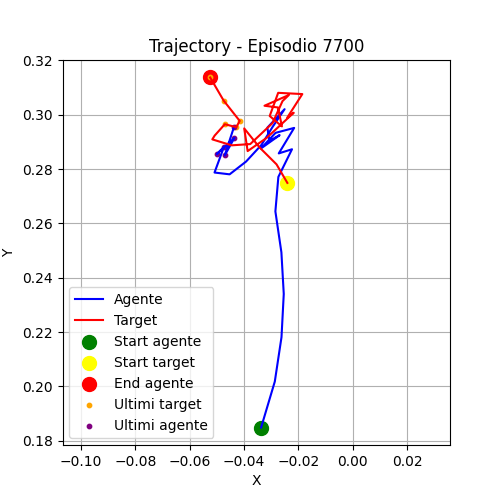 Trajectory - Episodio 7700
0.32
0.30
0.28
0.26
0.24
0.22
0.20
0.18
Y
Agente
Target
Start agente
Start target
End agente
Ultimi target
Ultimi agente
−0.10 −0.08 −0.06 −0.04 −0.02 0.00 0.02
X